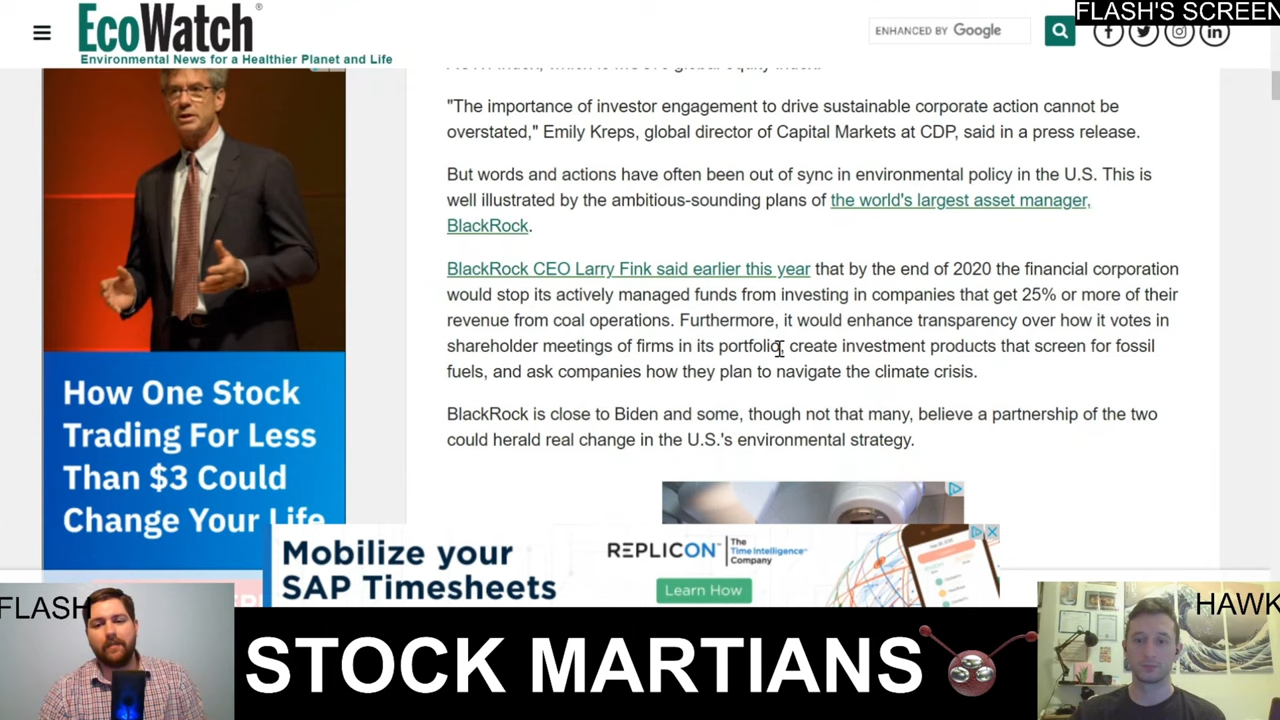 FLASH'S SCREEN
EcoWatch
Environmental News for a Healthier Planet and Life
ENHANCED BY Google
"The importance of investor engagement to drive sustainable corporate action cannot be
overstated," Emily Kreps, global director of Capital Markets at CDP, said in a press release.
But words and actions have often been out of sync in environmental policy in the U.S. This is
well illustrated by the ambitious-sounding plans of the world's largest asset manager,
BlackRock.
BlackRock CEO Larry Fink said earlier this year that by the end of 2020 the financial corporation
would stop its actively managed funds from investing in companies that get 25% or more of their
revenue from coal operations. Furthermore, it would enhance transparency over how it votes in
shareholder meetings of firms in its portfolio, create investment products that screen for fossil
fuels, and ask companies how they plan to navigate the climate crisis.
BlackRock is close to Biden and some, though not that many, believe a partnership of the two
could herald real change in the U.S.'s environmental strategy.
How One Stock
Trading For Less
Than $3 Could
Change Your Life
Mobilize your
SAP Timesheets
REPLICON
The
Time Intelligence
Company
Learn How
FLASH
STOCK MARTIANS
HAWK